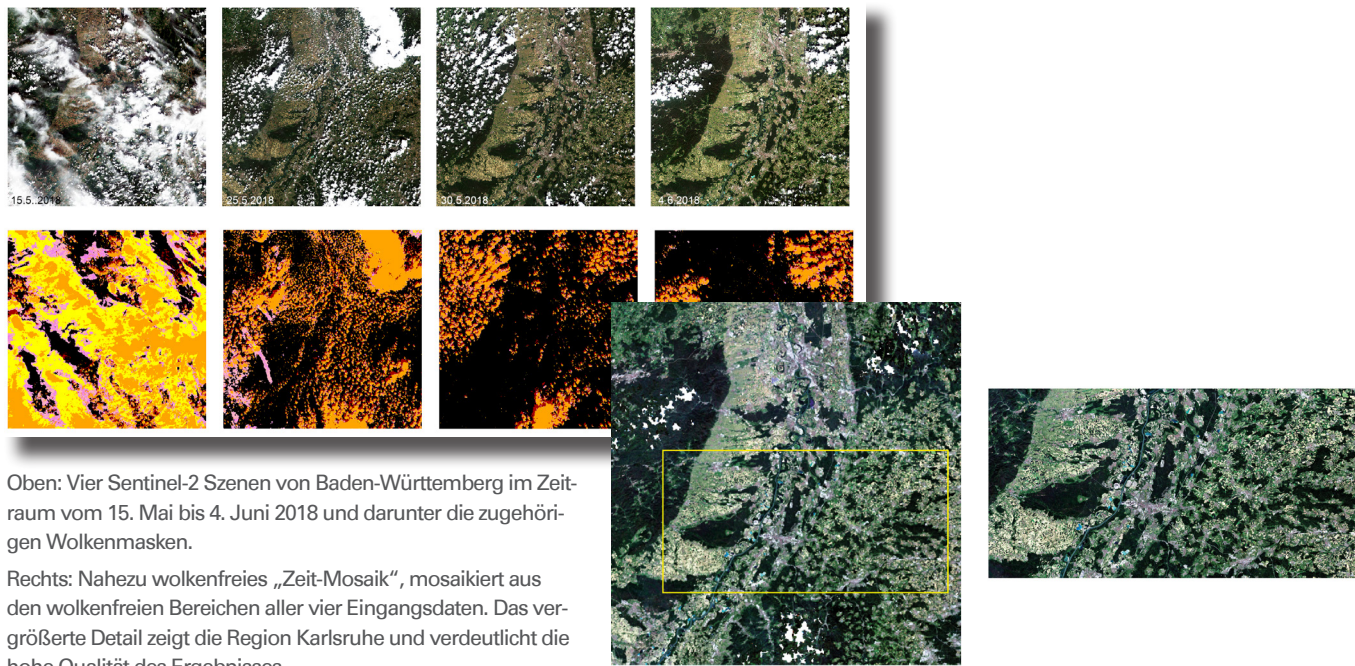 15.5..2018
25.5.2018
30.5.2018
4.6.2018
Oben: Vier Sentinel-2 Szenen von Baden-Württemberg im Zeit-
raum vom 15. Mai bis 4. Juni 2018 und darunter die zugehöri-
gen Wolkenmasken.
Rechts: Nahezu wolkenfreies „Zeit-Mosaik“, mosaikiert aus
den wolkenfreien Bereichen aller vier Eingangsdaten. Das ver-
größerte Detail zeigt die Region Karlsruhe und verdeutlicht die
hohe Qualität des Ergebnisses